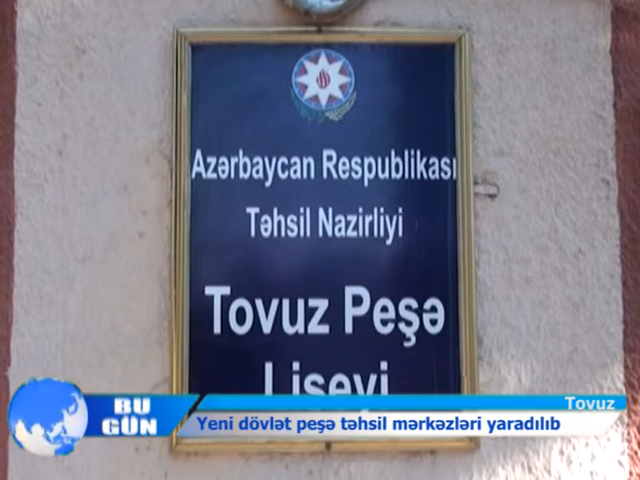 Azərbaycan Respublikası
Təhsil Nazirliyi
Tovuz Peşə
Liseyi
Tovuz
BU
GÜN
Yeni dövlət peşə təhsil mərkəzləri yaradılıb